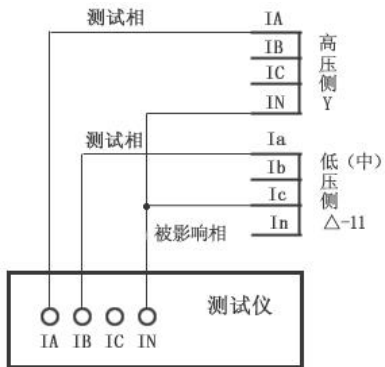 测试相
IA
IB
IC
IN
高
压
侧
Y
测试相
Ia
Ib
Ic
In
低（中）
压
侧
△-11
被影响相
测试仪
IA IB IC IN